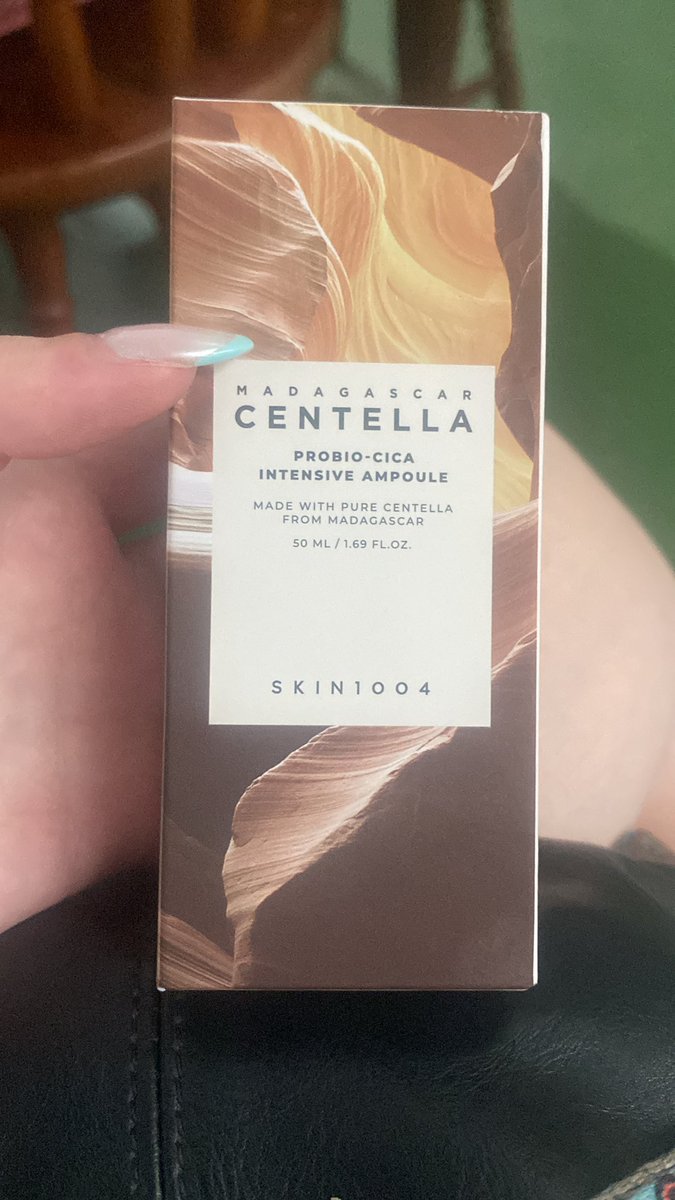 MADAGASCAR
CENTELLA
PROBIO-CICA
INTENSIVE AMPOULE
MADE WITH PURE CENTELLA
FROM MADAGASCAR
50 ML / 1.69 FL.OZ.
SKIN1004